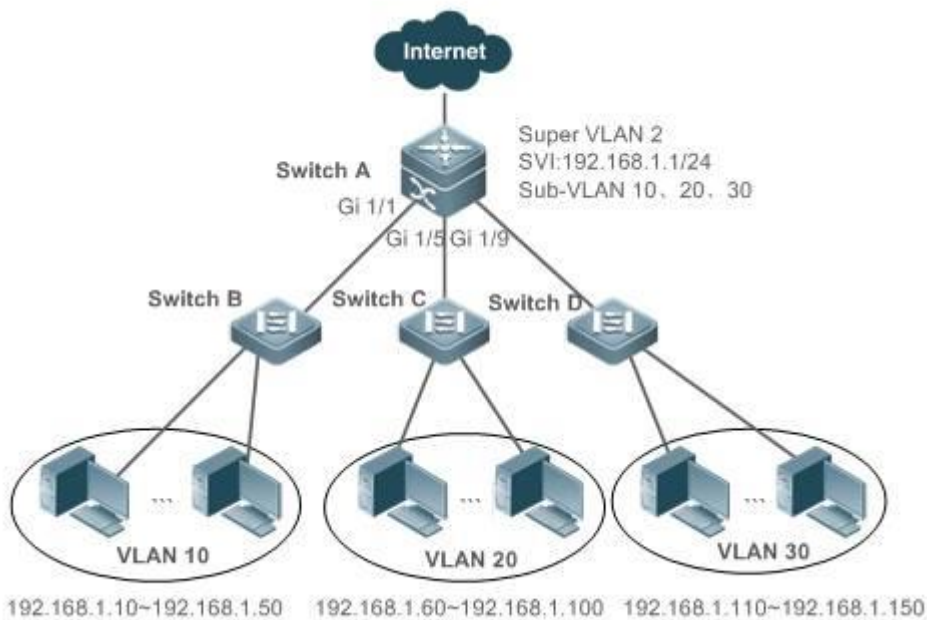 Internet
Super VLAN 2
SVI:192.168.1.1/24
Sub-VLAN 10、20、30
Switch A
Gi 1/1
Gi 1/5 Gi 1/9
Switch B
Switch C
Switch D
... ... ...
VLAN 10
VLAN 20
VLAN 30
192.168.1.10~192.168.1.50
192.168.1.60~192.168.1.100
192.168.1.110~192.168.1.150